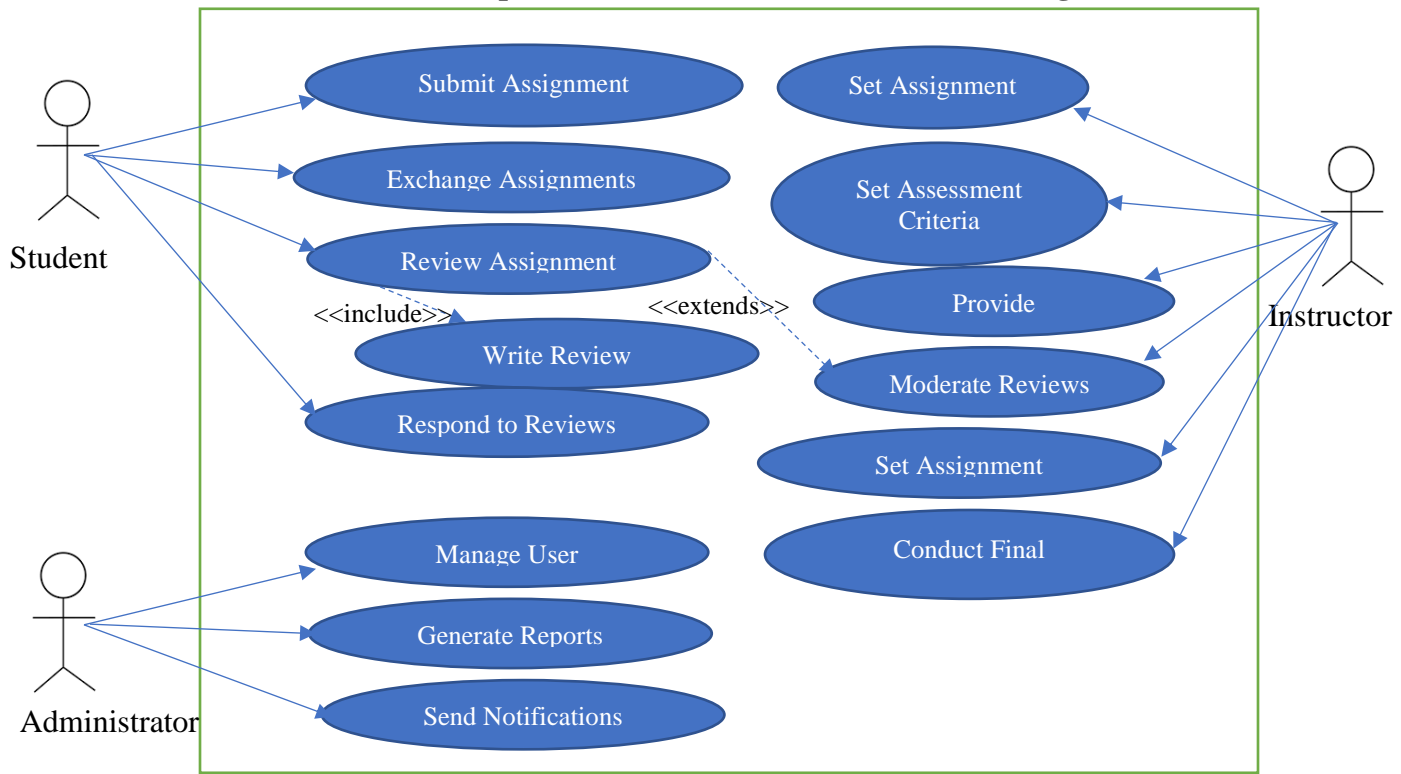 Submit Assignment
Exchange Assignments
Review Assignment
<<include>>
<<extends>>
Write Review
Respond to Reviews
Student
Set Assignment
Set Assessment
Criteria
Provide
Moderate Reviews
Set Assignment
Conduct Final
Instructor
Manage User
Generate Reports
Send Notifications
Administrator